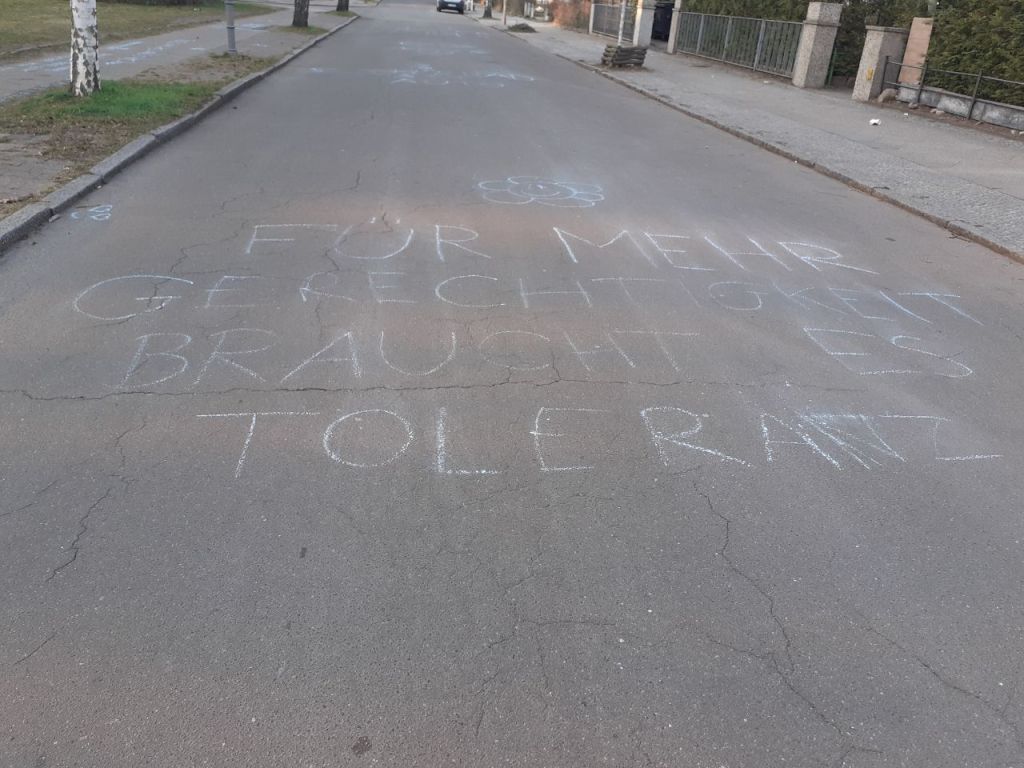 FÜR MEHR
GERECHTIGKEIT
BRAUCHT ES
TOLERANZ